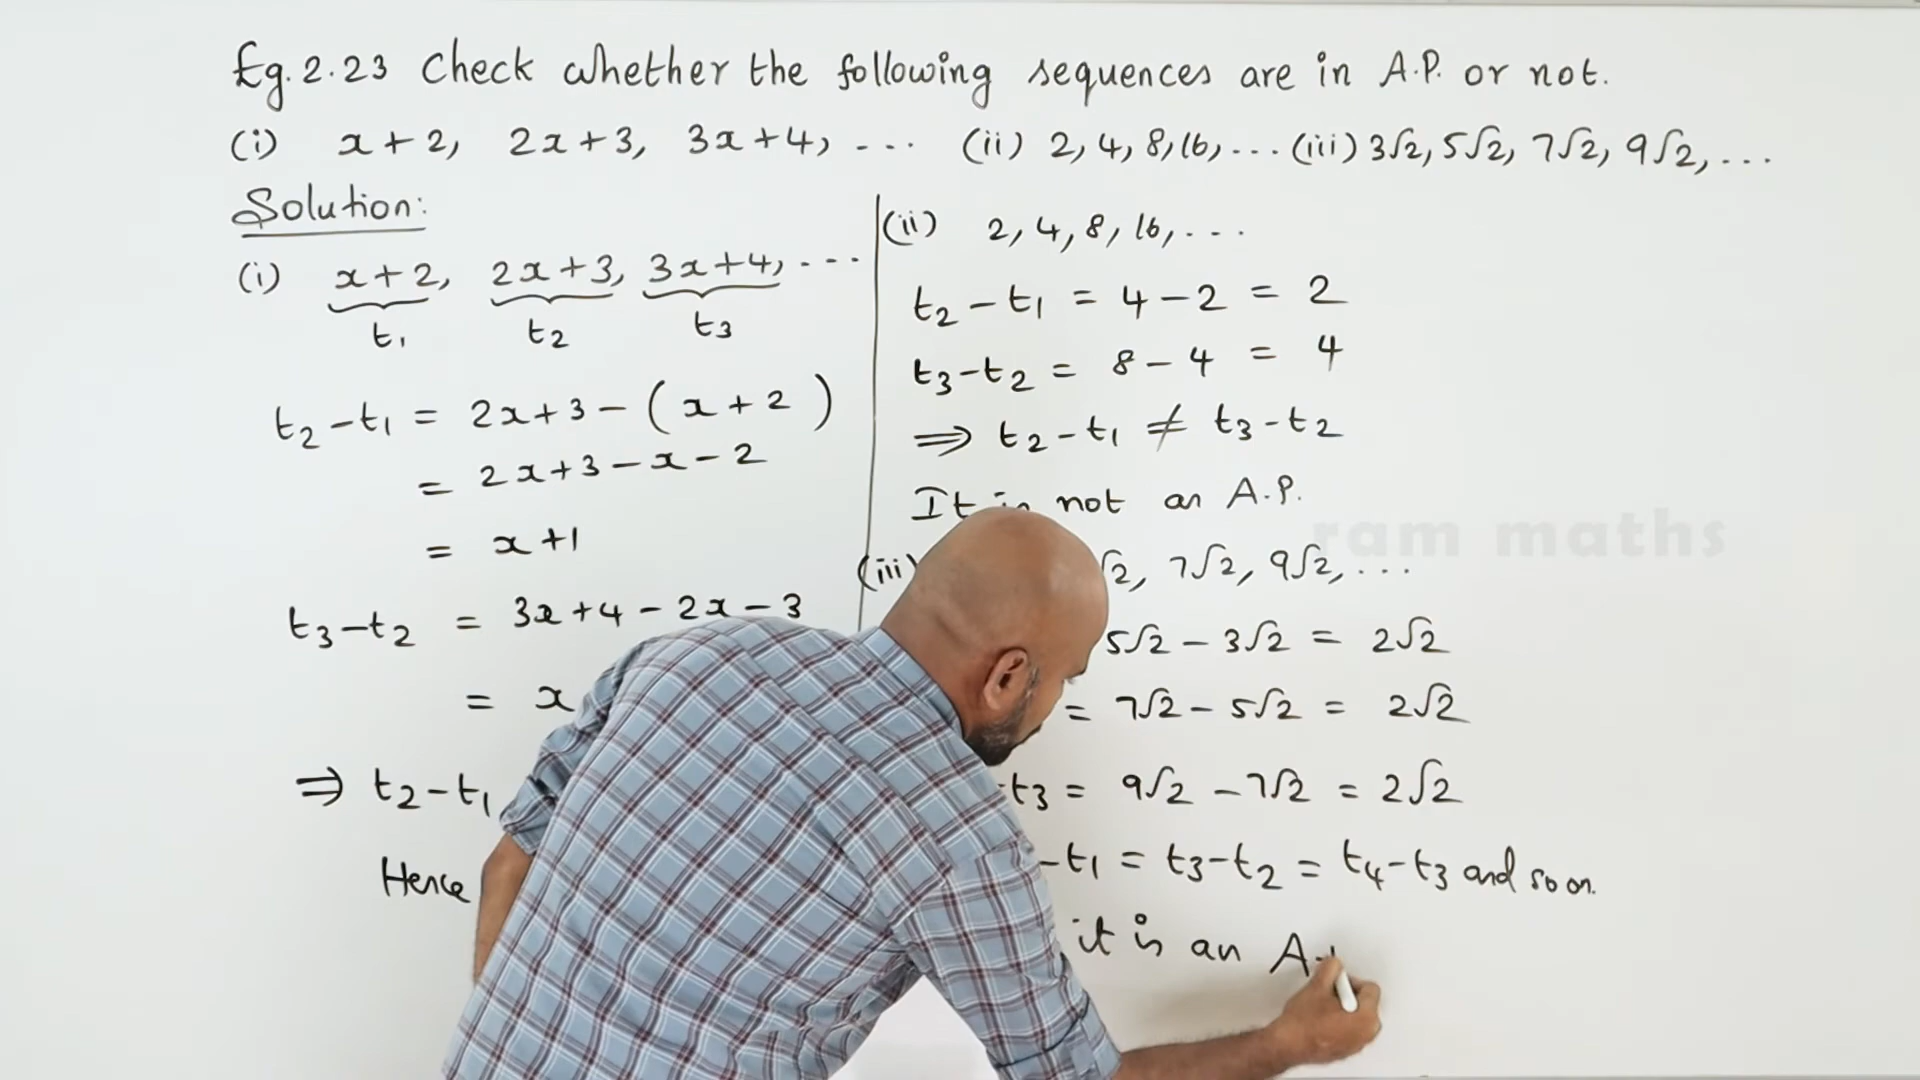 Eg. 2.23 Check whether the following sequences are in A.P. or not.
(i) x+2, 2x+3, 3x+4, ... (ii) 2, 4, 8, 16, ... (iii) 3√2, 5√2, 7√2, 9√2, ...
Solution:
(i) x+2, 2x+3, 3x+4, ...
t₁ t₂ t₃
t₂-t₁ = 2x+3-(x+2)
= 2x+3-x-2
= x+1
t₃-t₂ = 3x+4-2x-3
= x
⇒ t₂-t₁
Hence
(ii) 2, 4, 8, 16, ...
t₂-t₁ = 4-2 = 2
t₃-t₂ = 8-4 = 4
⇒ t₂-t₁ ≠ t₃-t₂
It is not an A.P.
(iii) √2, 7√2, 9√2, ...
5√2-3√2 = 2√2
= 7√2-5√2 = 2√2
-t₃ = 9√2-7√2 = 2√2
-t₁ = t₃-t₂ = t₄-t₃ and so on.
it is an A.
ram maths